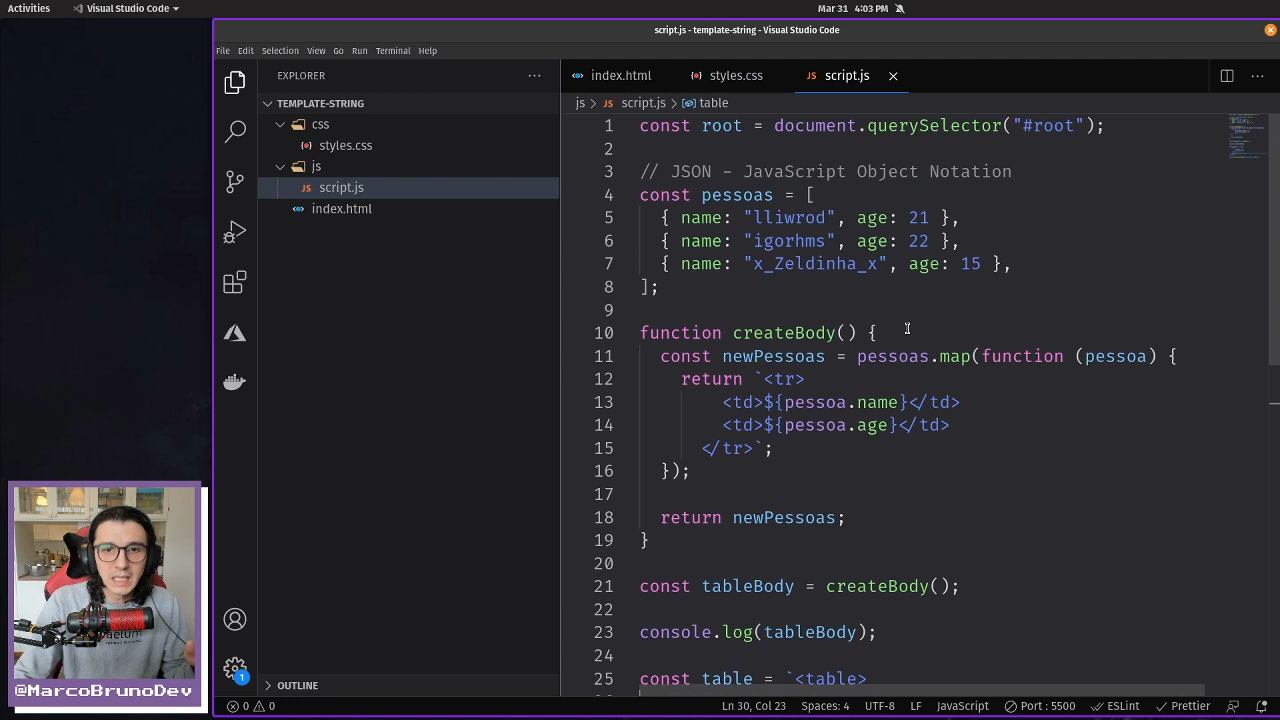 Activities
Visual Studio Code
Mar 31 4:03 PM
script.js - template-string - Visual Studio Code
File Edit Selection View Go Run Terminal Help
EXPLORER
index.html
styles.css
script.js
TEMPLATE-STRING
css
styles.css
js
script.js
index.html
OUTLINE
js > script.js > table
1 const root = document.querySelector("#root");
2
3 // JSON - JavaScript Object Notation
4 const pessoas = [
5 { name: "lliwrod", age: 21 },
6 { name: "igorhms", age: 22 },
7 { name: "x_Zeldinha_x", age: 15 },
8 ];
9
10 function createBody() {
11 const newPessoas = pessoas.map(function (pessoa) {
12 return `<tr>
13 <td>${pessoa.name}</td>
14 <td>${pessoa.age}</td>
15 </tr>`;
16 });
17
18 return newPessoas;
19 }
20
21 const tableBody = createBody();
22
23 console.log(tableBody);
24
25 const table = `<table>
1
@MarcoBrunoDev
0 0
Ln 30, Col 23 Spaces: 4 UTF-8 LF JavaScript Port : 5500 ESLint Prettier